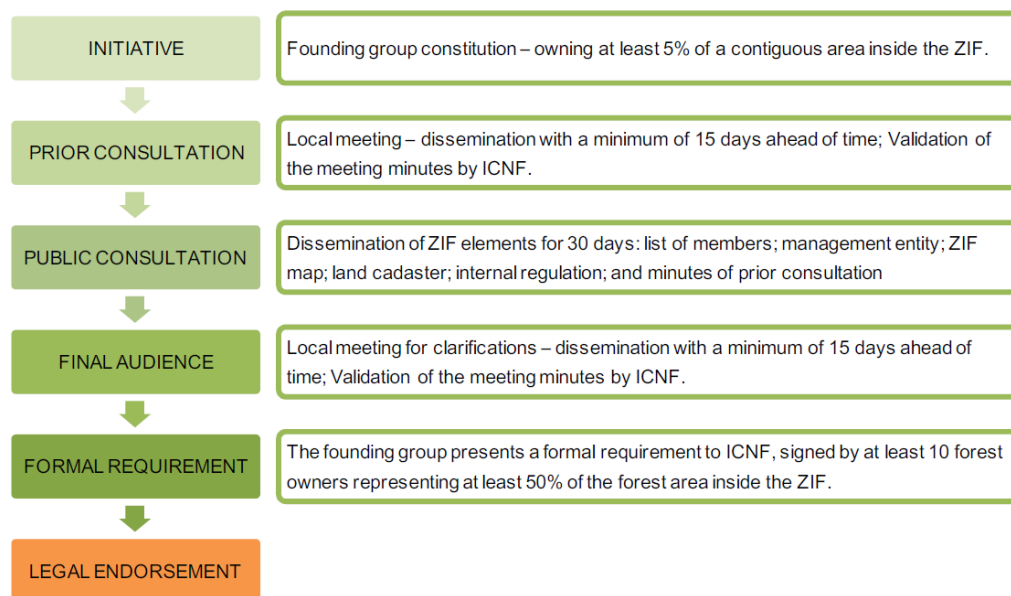 INITIATIVE
Founding group constitution – owning at least 5% of a contiguous area inside the ZIF.
PRIOR CONSULTATION
Local meeting – dissemination with a minimum of 15 days ahead of time; Validation of
the meeting minutes by ICNF.
PUBLIC CONSULTATION
Dissemination of ZIF elements for 30 days: list of members; management entity; ZIF
map; land cadaster; internal regulation; and minutes of prior consultation
FINAL AUDIENCE
Local meeting for clarifications – dissemination with a minimum of 15 days ahead of
time; Validation of the meeting minutes by ICNF.
FORMAL REQUIREMENT
The founding group presents a formal requirement to ICNF, signed by at least 10 forest
owners representing at least 50% of the forest area inside the ZIF.
LEGAL ENDORSEMENT